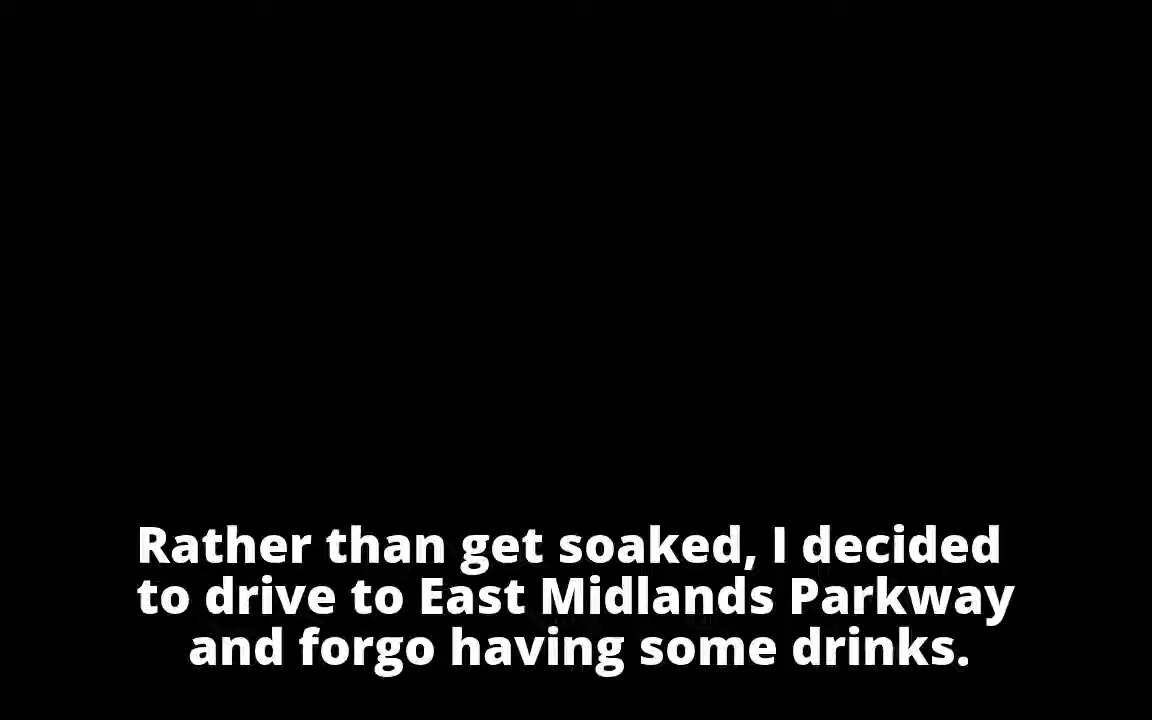 Rather than get soaked, I decided
to drive to East Midlands Parkway
and forgo having some drinks.